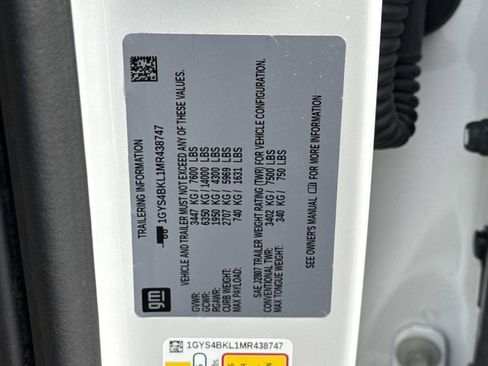 TRAILERING INFORMATION
1GYS4BKL1MR438747
VEHICLE AND TRAILER MUST NOT EXCEED ANY OF THESE VALUES.
GVWR: 3447 KG / 7600 LBS
GCWR: 6350 KG / 14000 LBS
RGAWR: 1950 KG / 4300 LBS
CURB WEIGHT: 2707 KG / 5969 LBS
MAX PAYLOAD: 740 KG / 1631 LBS
SAE J2807 TRAILER WEIGHT RATING (TWR) FOR VEHICLE CONFIGURATION.
CONVENTIONAL TWR: 3402 KG / 7500 LBS
MAX TONGUE WEIGHT: 340 KG / 750 LBS
SEE OWNER'S MANUAL FOR MORE INFORMATION.
gm
1GYS4BKL1MR438747